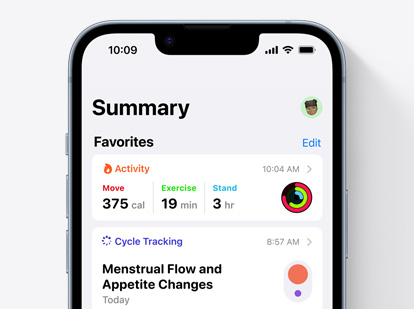 10:09
Summary
Favorites Edit
Activity 10:04 AM
Move Exercise Stand
375 cal 19 min 3 hr
Cycle Tracking 8:57 AM
Menstrual Flow and
Appetite Changes
Today